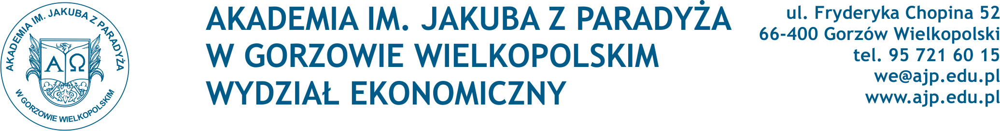 AKADEMIA IM. JAKUBA Z PARADYŻA
W GORZOWIE WIELKOPOLSKIM
Α Ω
AKADEMIA IM. JAKUBA Z PARADYŻA
W GORZOWIE WIELKOPOLSKIM
WYDZIAŁ EKONOMICZNY
ul. Fryderyka Chopina 52
66-400 Gorzów Wielkopolski
tel. 95 721 60 15
we@ajp.edu.pl
www.ajp.edu.pl